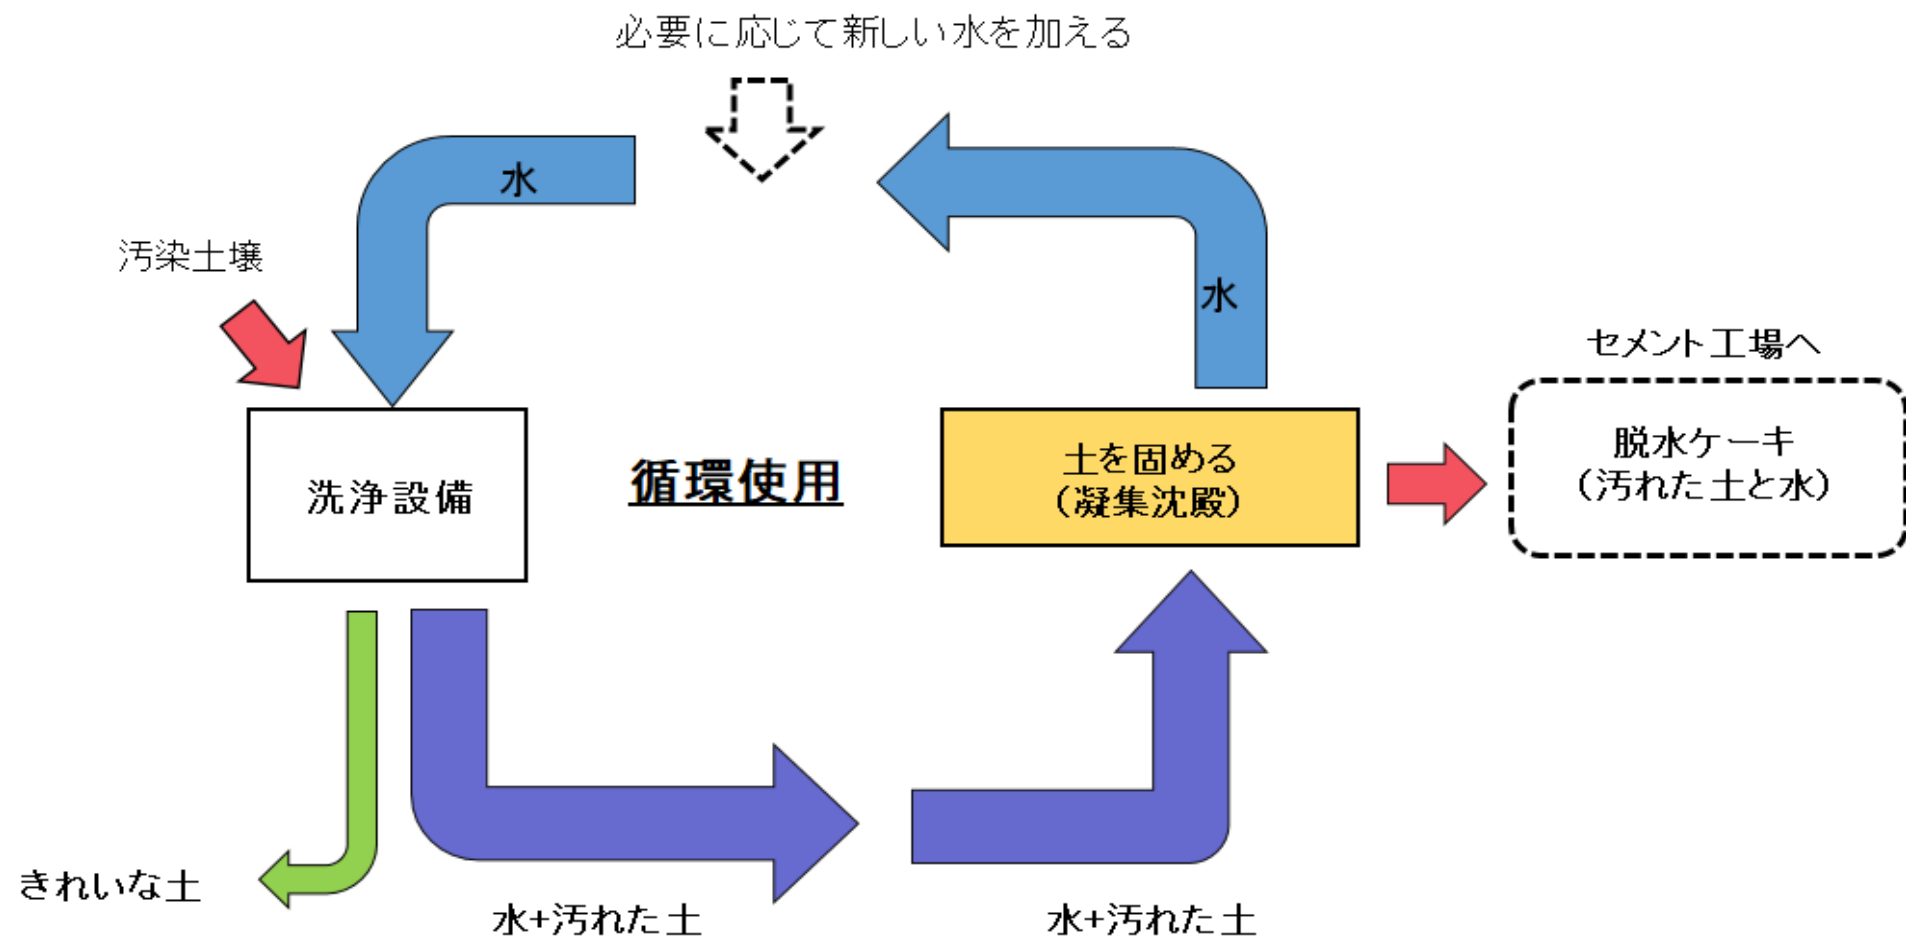 必要に応じて新しい水を加える
水
汚染土壌
水
セメント工場へ
洗浄設備
循環使用
土を固める
(凝集沈殿)
脱水ケーキ
(汚れた土と水)
きれいな土
水+汚れた土
水+汚れた土